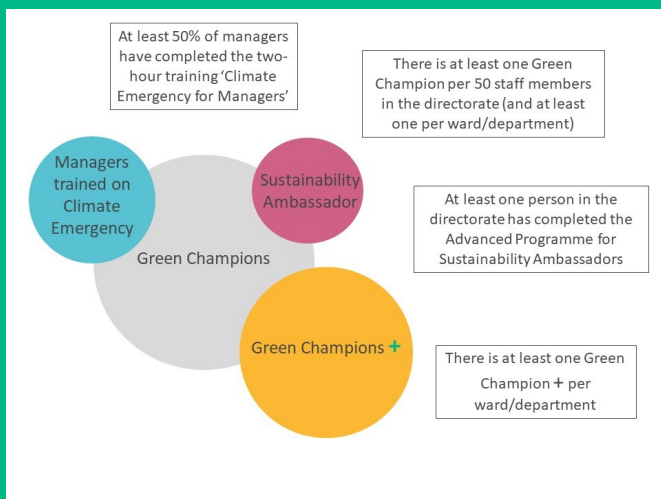 At least 50% of managers
have completed the two-
hour training ‘Climate
Emergency for Managers’
There is at least one Green
Champion per 50 staff members
in the directorate (and at least
one per ward/department)
Managers
trained on
Climate
Emergency
Sustainability
Ambassador
At least one person in the
directorate has completed the
Advanced Programme for
Sustainability Ambassadors
Green Champions
Green Champions +
There is at least one Green
Champion + per
ward/department